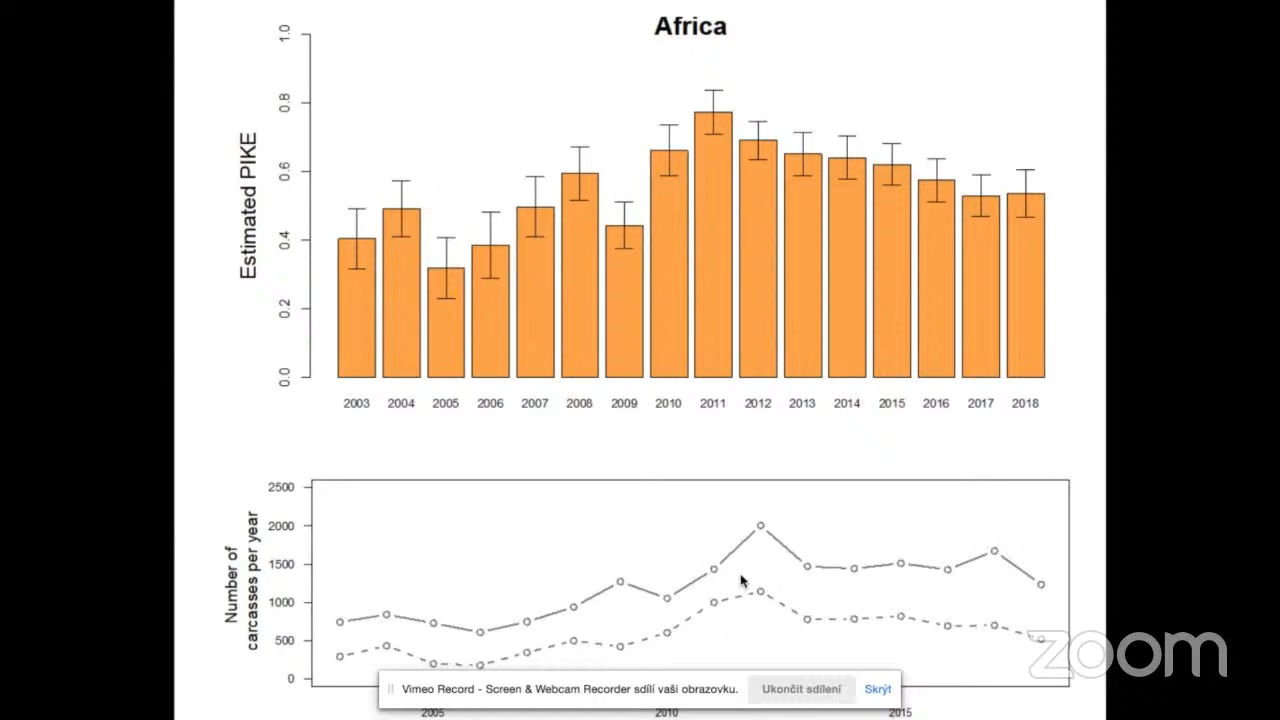 Africa
Estimated PIKE
1.0
0.8
0.6
0.4
0.2
0.0
2003 2004 2005 2006 2007 2008 2009 2010 2011 2012 2013 2014 2015 2016 2017 2018
Number of
carcasses per year
2500
2000
1500
1000
500
0
zoom
Vimeo Record - Screen & Webcam Recorder sdílí vaši obrazovku. Ukončit sdílení Skrýt
2005 2010 2015